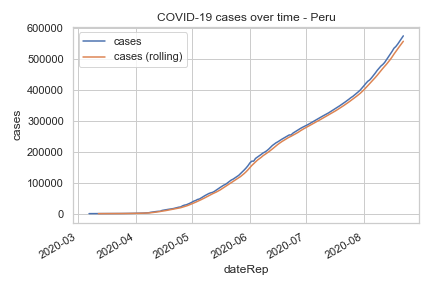 COVID-19 cases over time - Peru
cases
cases (rolling)
600000
500000
400000
300000
200000
100000
0
cases
2020-03
2020-04
2020-05
2020-06
2020-07
2020-08
dateRep